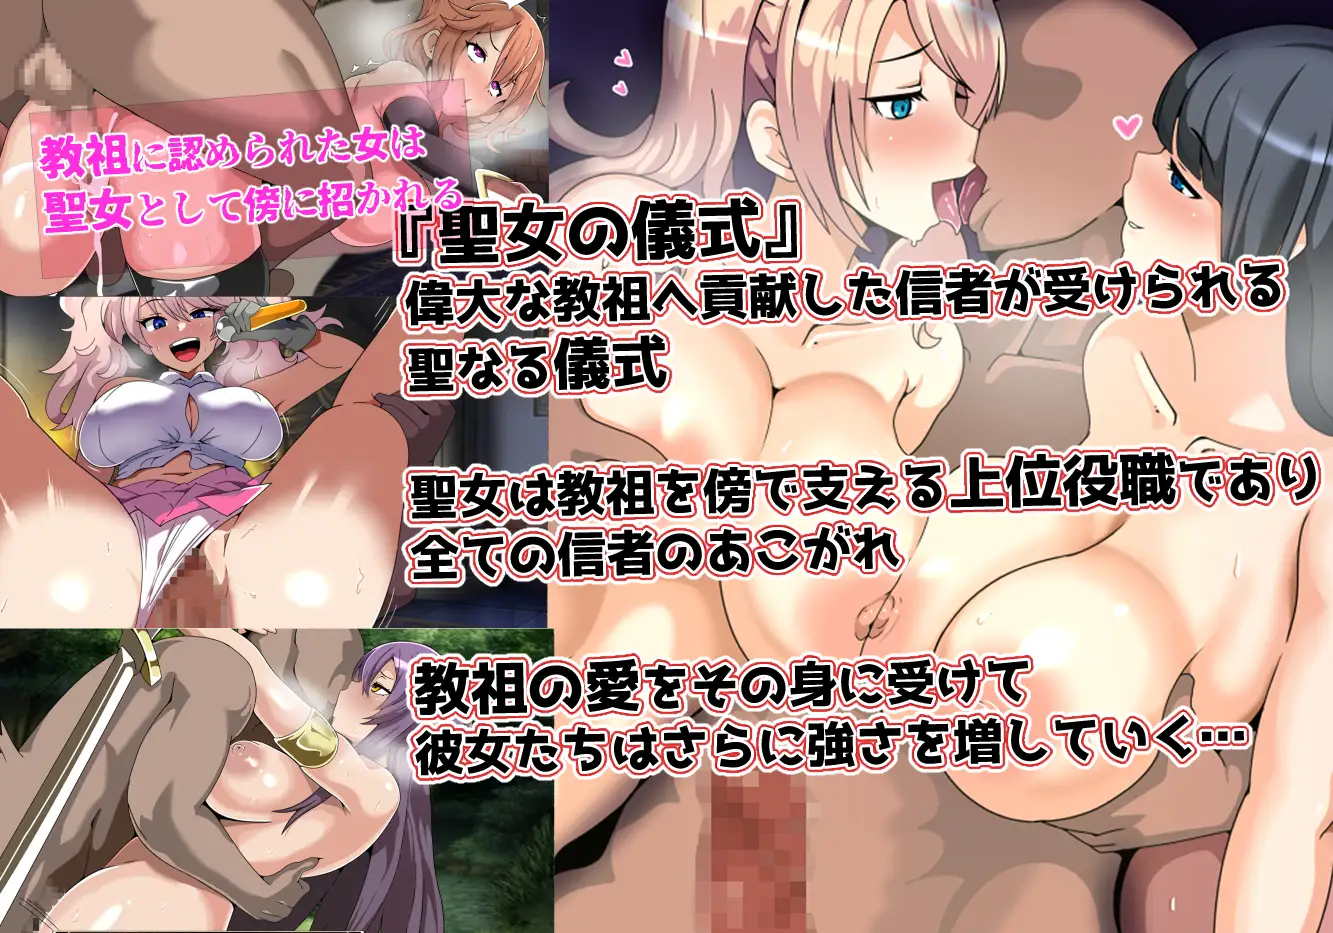 教祖に認められた女は
聖女として傍に招かれる
『聖女の儀式』
偉大な教祖へ貢献した信者が受けられる
聖なる儀式
聖女は教祖を傍で支える上位役職であり
全ての信者のあこがれ
教祖の愛をその身に受けて
彼女たちはさらに強さを増していく…